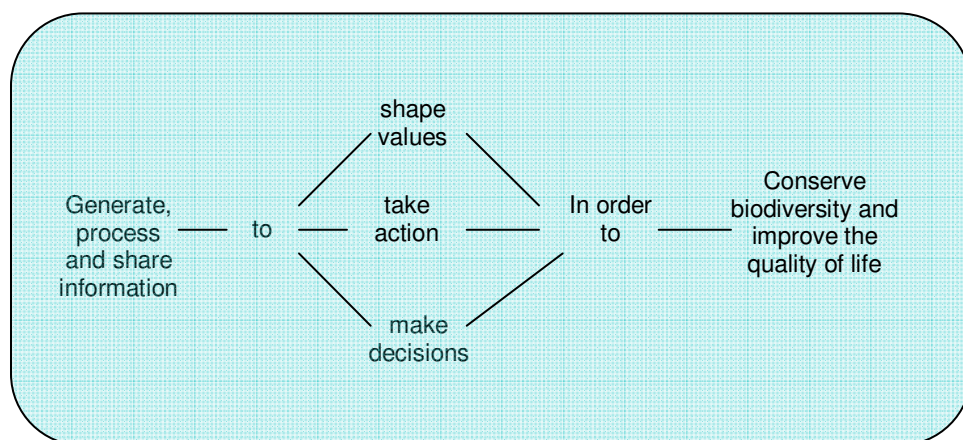 Generate,
process
and share
information
to
shape
values
take
action
make
decisions
In order
to
Conserve
biodiversity and
improve the
quality of life